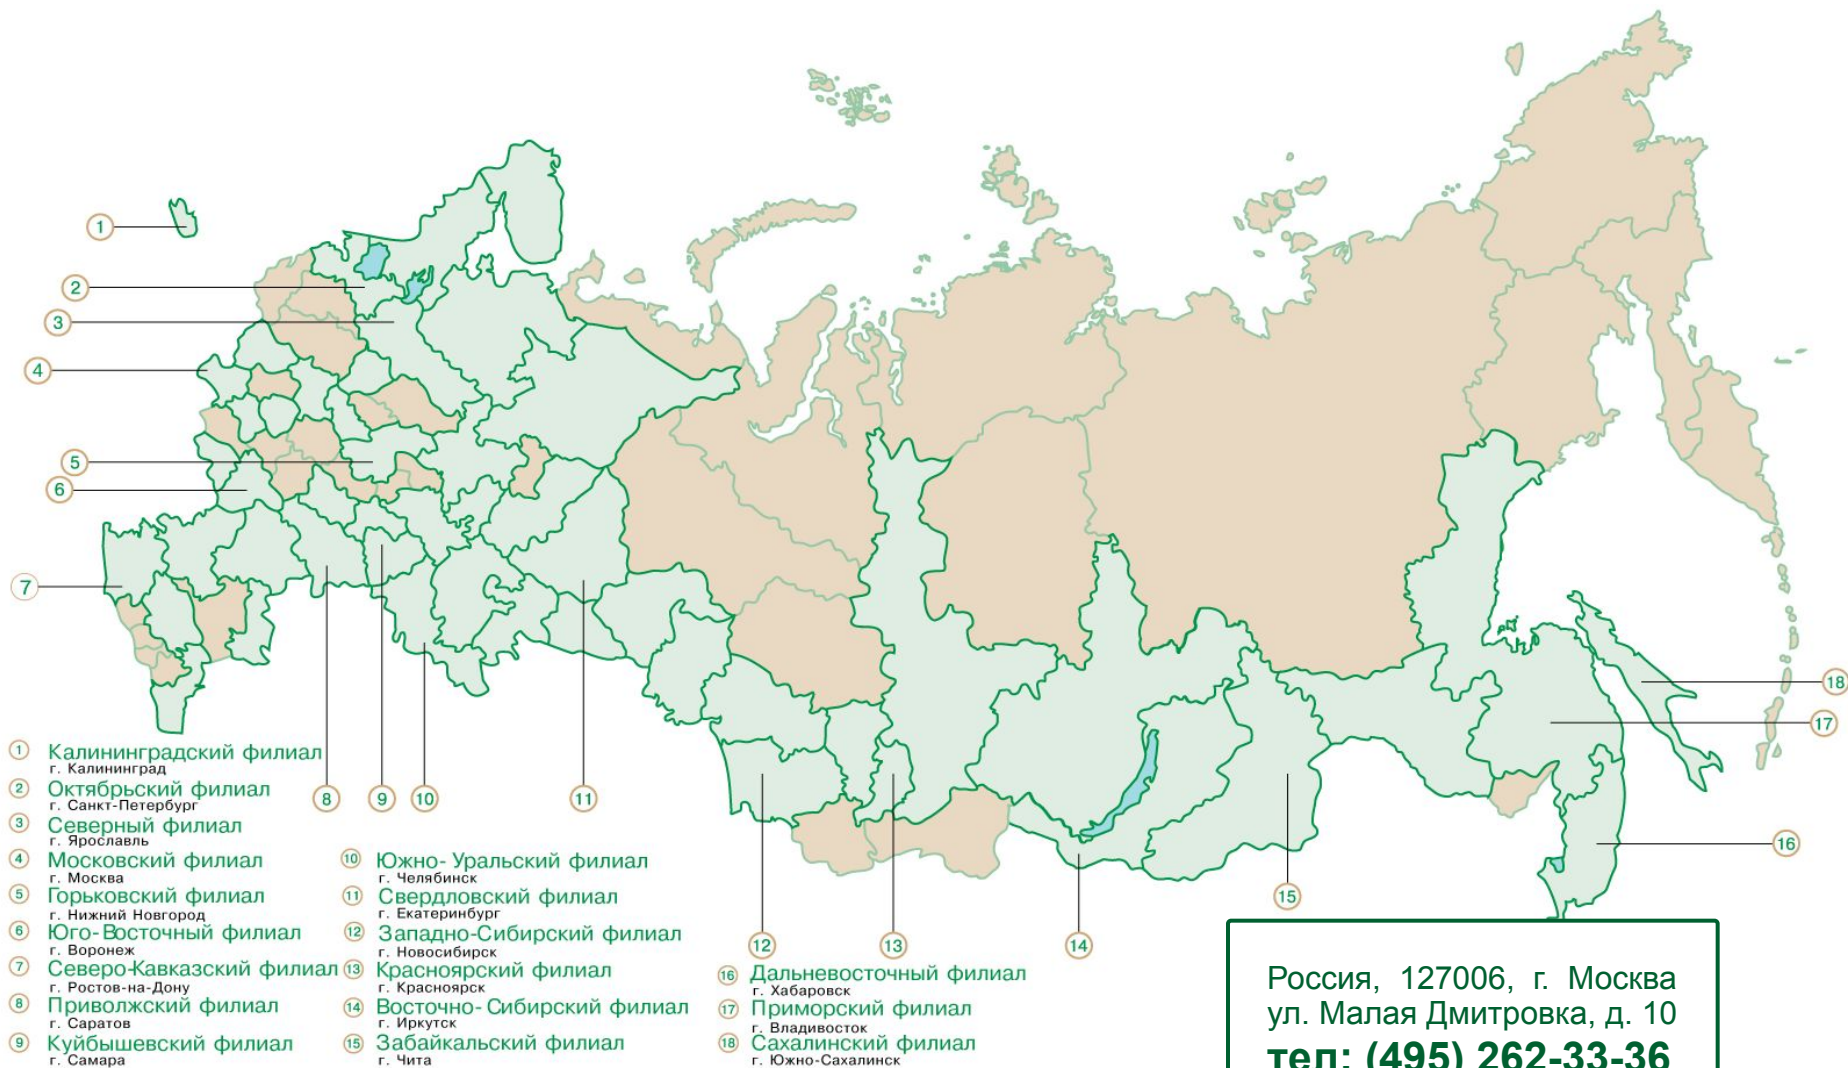 1
2
3
4
5
6
7
8
9
10
11
12
13
14
15
16
17
18
1 Калининградский филиал
г. Калининград
2 Октябрьский филиал
г. Санкт-Петербург
3 Северный филиал
г. Ярославль
4 Московский филиал
г. Москва
5 Горьковский филиал
г. Нижний Новгород
6 Юго-Восточный филиал
г. Воронеж
7 Северо-Кавказский филиал
г. Ростов-на-Дону
8 Приволжский филиал
г. Саратов
9 Куйбышевский филиал
г. Самара
10 Южно-Уральский филиал
г. Челябинск
11 Свердловский филиал
г. Екатеринбург
12 Западно-Сибирский филиал
г. Новосибирск
13 Красноярский филиал
г. Красноярск
14 Восточно-Сибирский филиал
г. Иркутск
15 Забайкальский филиал
г. Чита
16 Дальневосточный филиал
г. Хабаровск
17 Приморский филиал
г. Владивосток
18 Сахалинский филиал
г. Южно-Сахалинск
Россия, 127006, г. Москва
ул. Малая Дмитровка, д. 10
тел: (495) 262-33-36